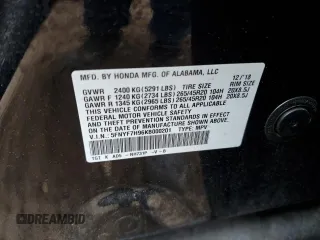 MFD. BY HONDA MFG. OF ALABAMA, LLC 12/18
GVWR 2400 KG(5291 LBS) TIRE SIZE RIM SIZE
GAWR F 1240 KG(2734 LBS) 265/45R20 104H 20X8.5J
GAWR R 1345 KG(2965 LBS) 265/45R20 104H 20X8.5J
THIS VEHICLE CONFORMS TO ALL APPLICABLE
FEDERAL MOTOR VEHICLE SAFETY AND
THEFT PREVENTION STANDARDS IN EFFECT ON
THE DATE OF MANUFACTURE SHOWN ABOVE.
V.I.N.: 5FNYF7H96KB000201 TYPE: MPV
AUTOBIDMASTER